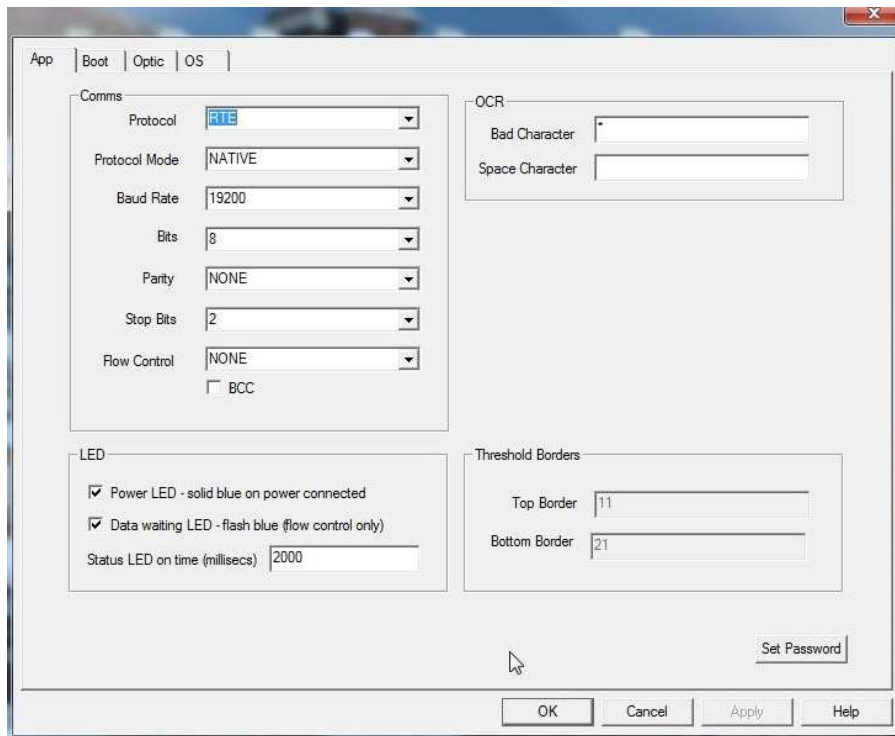 App Boot Optic OS
Comms
Protocol RTE
Protocol Mode NATIVE
Baud Rate 19200
Bits 8
Parity NONE
Stop Bits 2
Flow Control NONE
BCC
OCR
Bad Character *
Space Character
LED
Power LED - solid blue on power connected
Data waiting LED - flash blue (flow control only)
Status LED on time (millisecs) 2000
Threshold Borders
Top Border 11
Bottom Border 21
Set Password
OK Cancel Apply Help